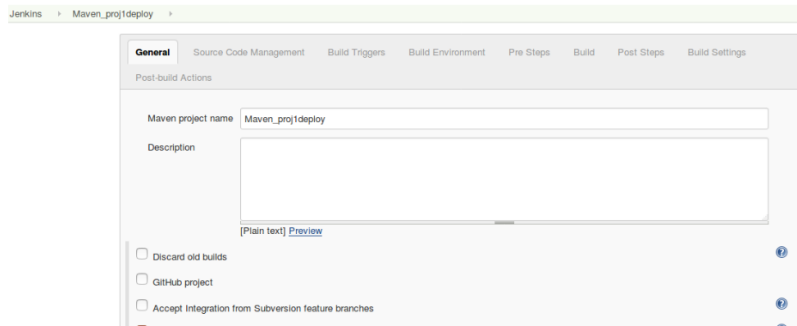 Jenkins Maven_proj1deploy
General Source Code Management Build Triggers Build Environment Pre Steps Build Post Steps Build Settings
Post-build Actions
Maven project name Maven_proj1deploy
Description
[Plain text] Preview
Discard old builds
GitHub project
Accept Integration from Subversion feature branches